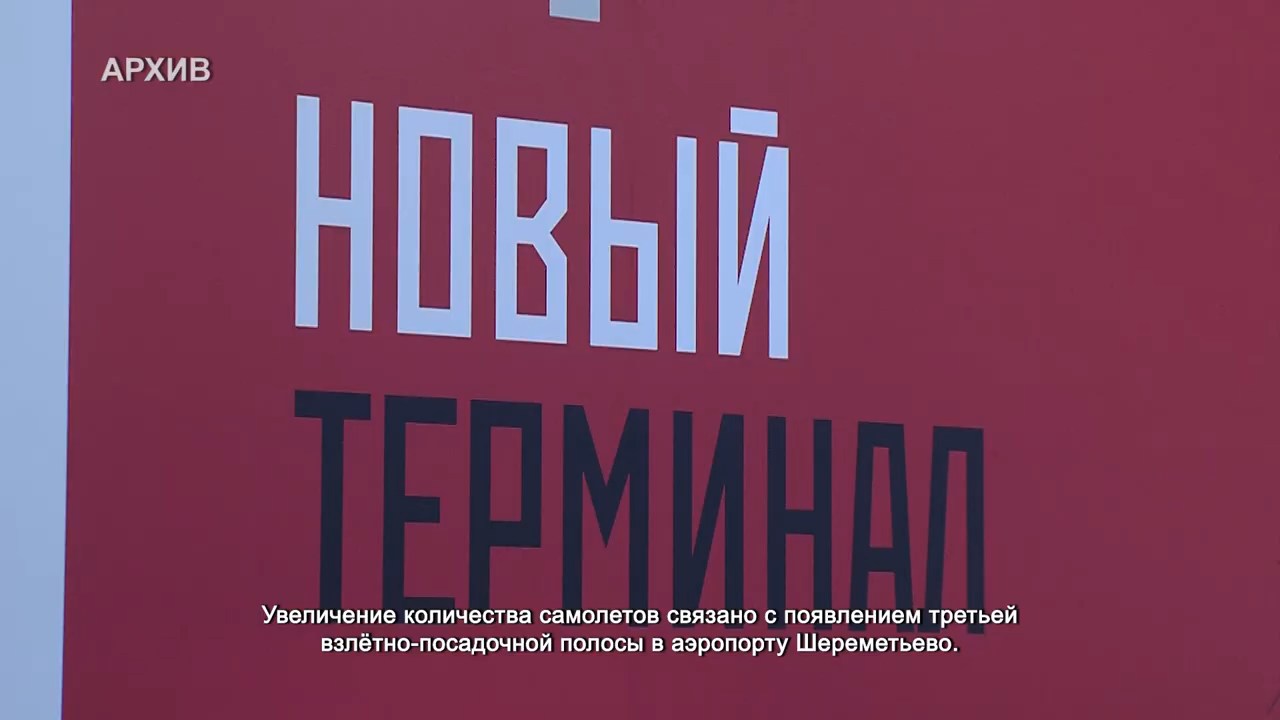 АРХИВ
НОВЫЙ
ТЕРМИНАЛ
Увеличение количества самолетов связано с появлением третьей
взлётно-посадочной полосы в аэропорту Шереметьево.